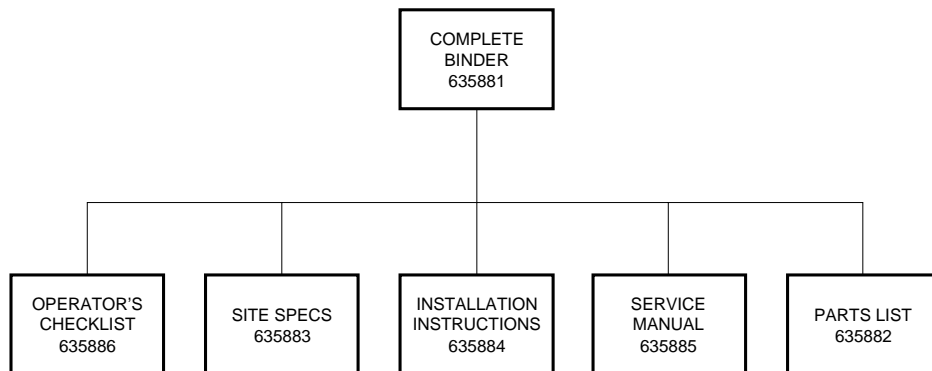 COMPLETE
BINDER
635881
OPERATOR’S
CHECKLIST
635886
SITE SPECS
635883
INSTALLATION
INSTRUCTIONS
635884
SERVICE
MANUAL
635885
PARTS LIST
635882